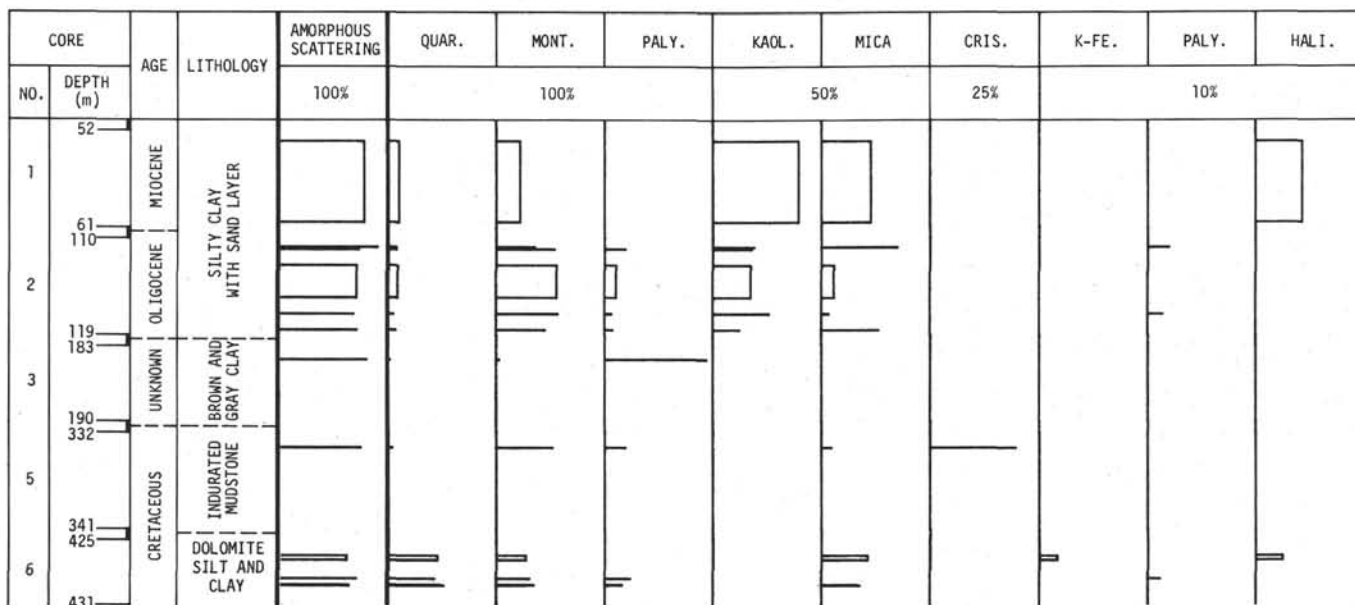 CORE
AGE
LITHOLOGY
AMORPHOUS
SCATTERING
QUAR.
MONT.
PALY.
KAOL.
MICA
CRIS.
K-FE.
PALY.
HALI.
NO.
DEPTH
(m)
100%
100%
50%
25%
10%
52
1
MIOCENE
SILTY CLAY
WITH SAND LAYER
61
110
2
OLIGOCENE
119
183
3
UNKNOWN
BROWN AND
GRAY CLAY
190
332
5
CRETACEOUS
INDURATED
MUDSTONE
341
425
6
DOLOMITE
SILT AND
CLAY
431